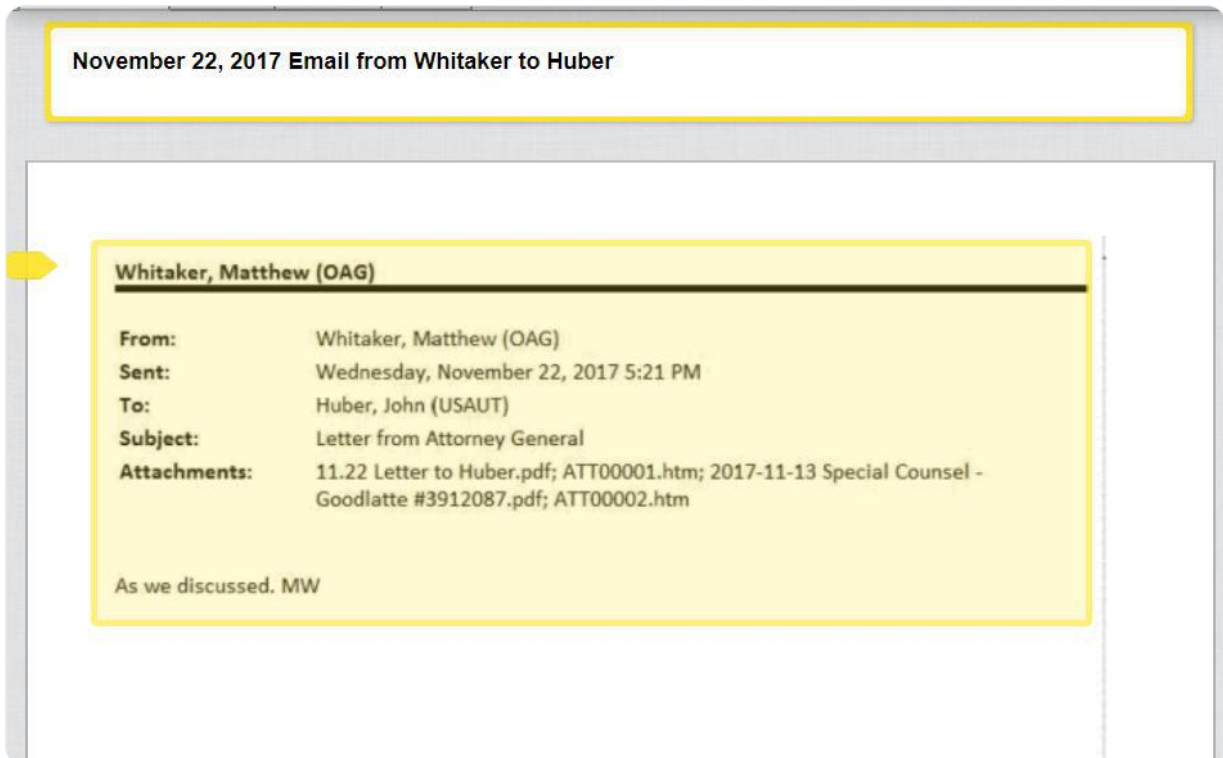 November 22, 2017 Email from Whitaker to Huber
Whitaker, Matthew (OAG)
From: Whitaker, Matthew (OAG)
Sent: Wednesday, November 22, 2017 5:21 PM
To: Huber, John (USAUT)
Subject: Letter from Attorney General
Attachments: 11.22 Letter to Huber.pdf; ATT00001.htm; 2017-11-13 Special Counsel -
Goodlatte #3912087.pdf; ATT00002.htm
As we discussed. MW